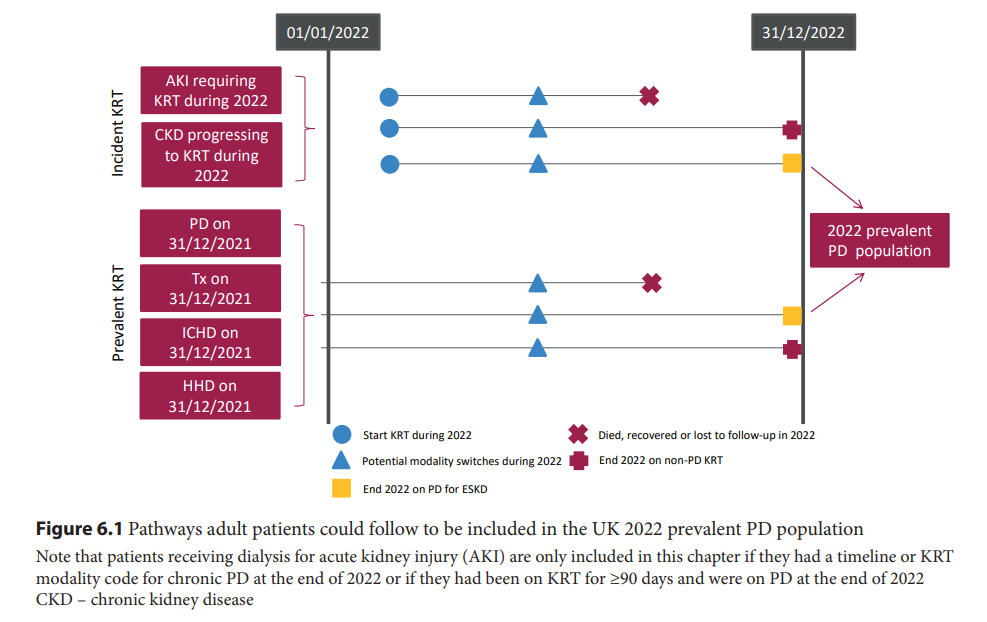 01/01/2022
31/12/2022
Incident KRT
AKI requiring
KRT during 2022
CKD progressing
to KRT during
2022
Prevalent KRT
PD on
31/12/2021
Tx on
31/12/2021
ICHD on
31/12/2021
HHD on
31/12/2021
2022 prevalent
PD population
Start KRT during 2022
Died, recovered or lost to follow-up in 2022
Potential modality switches during 2022
End 2022 on non-PD KRT
End 2022 on PD for ESKD
Figure 6.1 Pathways adult patients could follow to be included in the UK 2022 prevalent PD population
Note that patients receiving dialysis for acute kidney injury (AKI) are only included in this chapter if they had a timeline or KRT
modality code for chronic PD at the end of 2022 or if they had been on KRT for ≥90 days and were on PD at the end of 2022
CKD – chronic kidney disease